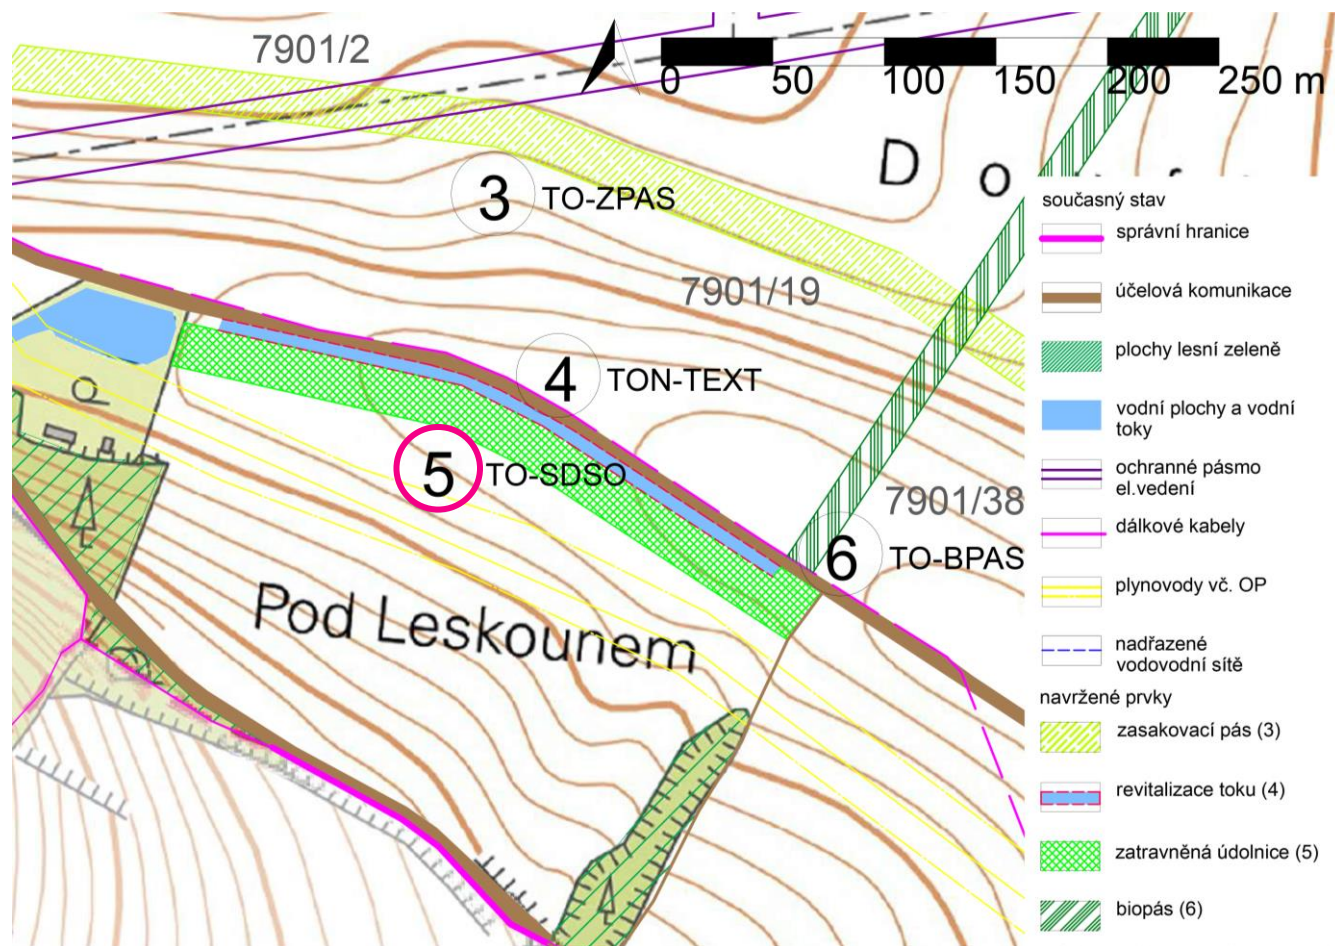 7901/2
0 50 100 150 200 250 m
D o
3 TO-ZPAS
7901/19
4 TON-TEXT
5 TO-SDSO
7901/38
6 TO-BPAS
Pod Leskounem
současný stav
správní hranice
účelová komunikace
plochy lesní zeleně
vodní plochy a vodní
toky
ochranné pásmo
el.vedení
dálkové kabely
plynovody vč. OP
nadřazené
vodovodní sítě
navržené prvky
zasakovací pás (3)
revitalizace toku (4)
zatravněná údolnice (5)
biopás (6)